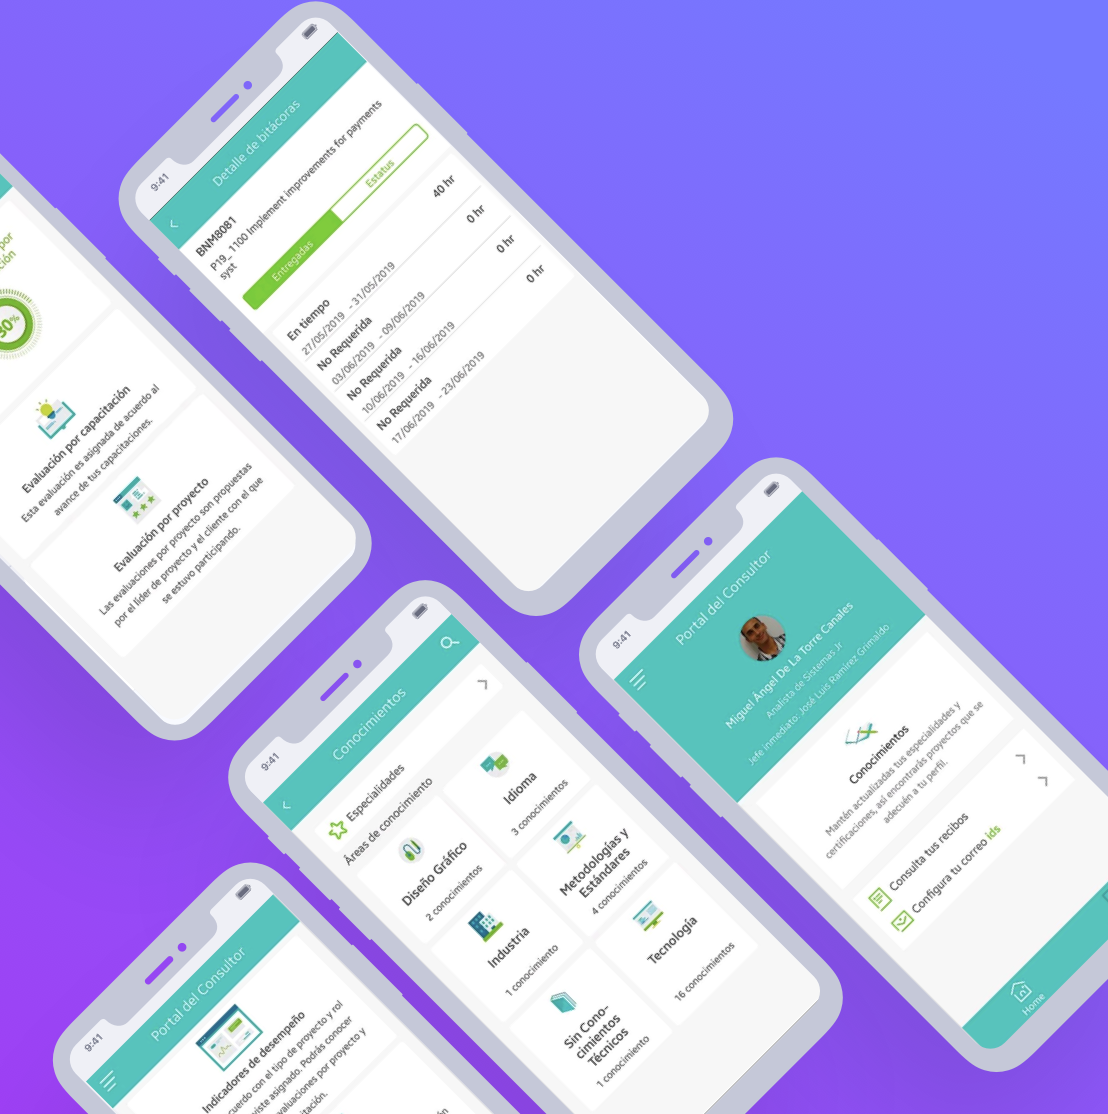 9:41
Detalle de bitácoras
BNM8081
P19_ 1100 Implement improvements for payments
syst
Entregadas
Estatus
En tiempo
27/05/2019 - 31/05/2019
40 hr
No Requerida
03/06/2019 - 09/06/2019
0 hr
No Requerida
10/06/2019 - 16/06/2019
0 hr
No Requerida
17/06/2019 - 23/06/2019
0 hr
por
ción
80%
Evaluación por capacitación
Esta evaluación es asignada de acuerdo al
avance de tus capacitaciones.
Evaluación por proyecto
Las evaluaciones por proyecto son propuestas
por el líder de proyecto y el cliente con el que
se estuvo participando.
9:41
Portal del Consultor
Miguel Ángel De La Torre Canales
Analista de Sistemas Jr
Jefe inmediato: José Luis Ramírez Grimaldo
Conocimientos
Mantén actualizadas tus especialidades y
certificaciones, así encontrarás proyectos que se
adecuén a tu perfil.
Consulta tus recibos
Configura tu correo ids
Home
9:41
Conocimientos
Especialidades
Áreas de conocimiento
Diseño Gráfico
2 conocimientos
Idioma
3 conocimientos
Industria
1 conocimiento
Metodologías y
Estándares
4 conocimientos
Sin Cono-
cimientos
Técnicos
1 conocimiento
Tecnología
16 conocimientos
9:41
Portal del Consultor
Indicadores de desempeño
cuerdo con el tipo de proyecto y rol
iste asignado. Podrás conocer
valuaciones por proyecto y
itación.